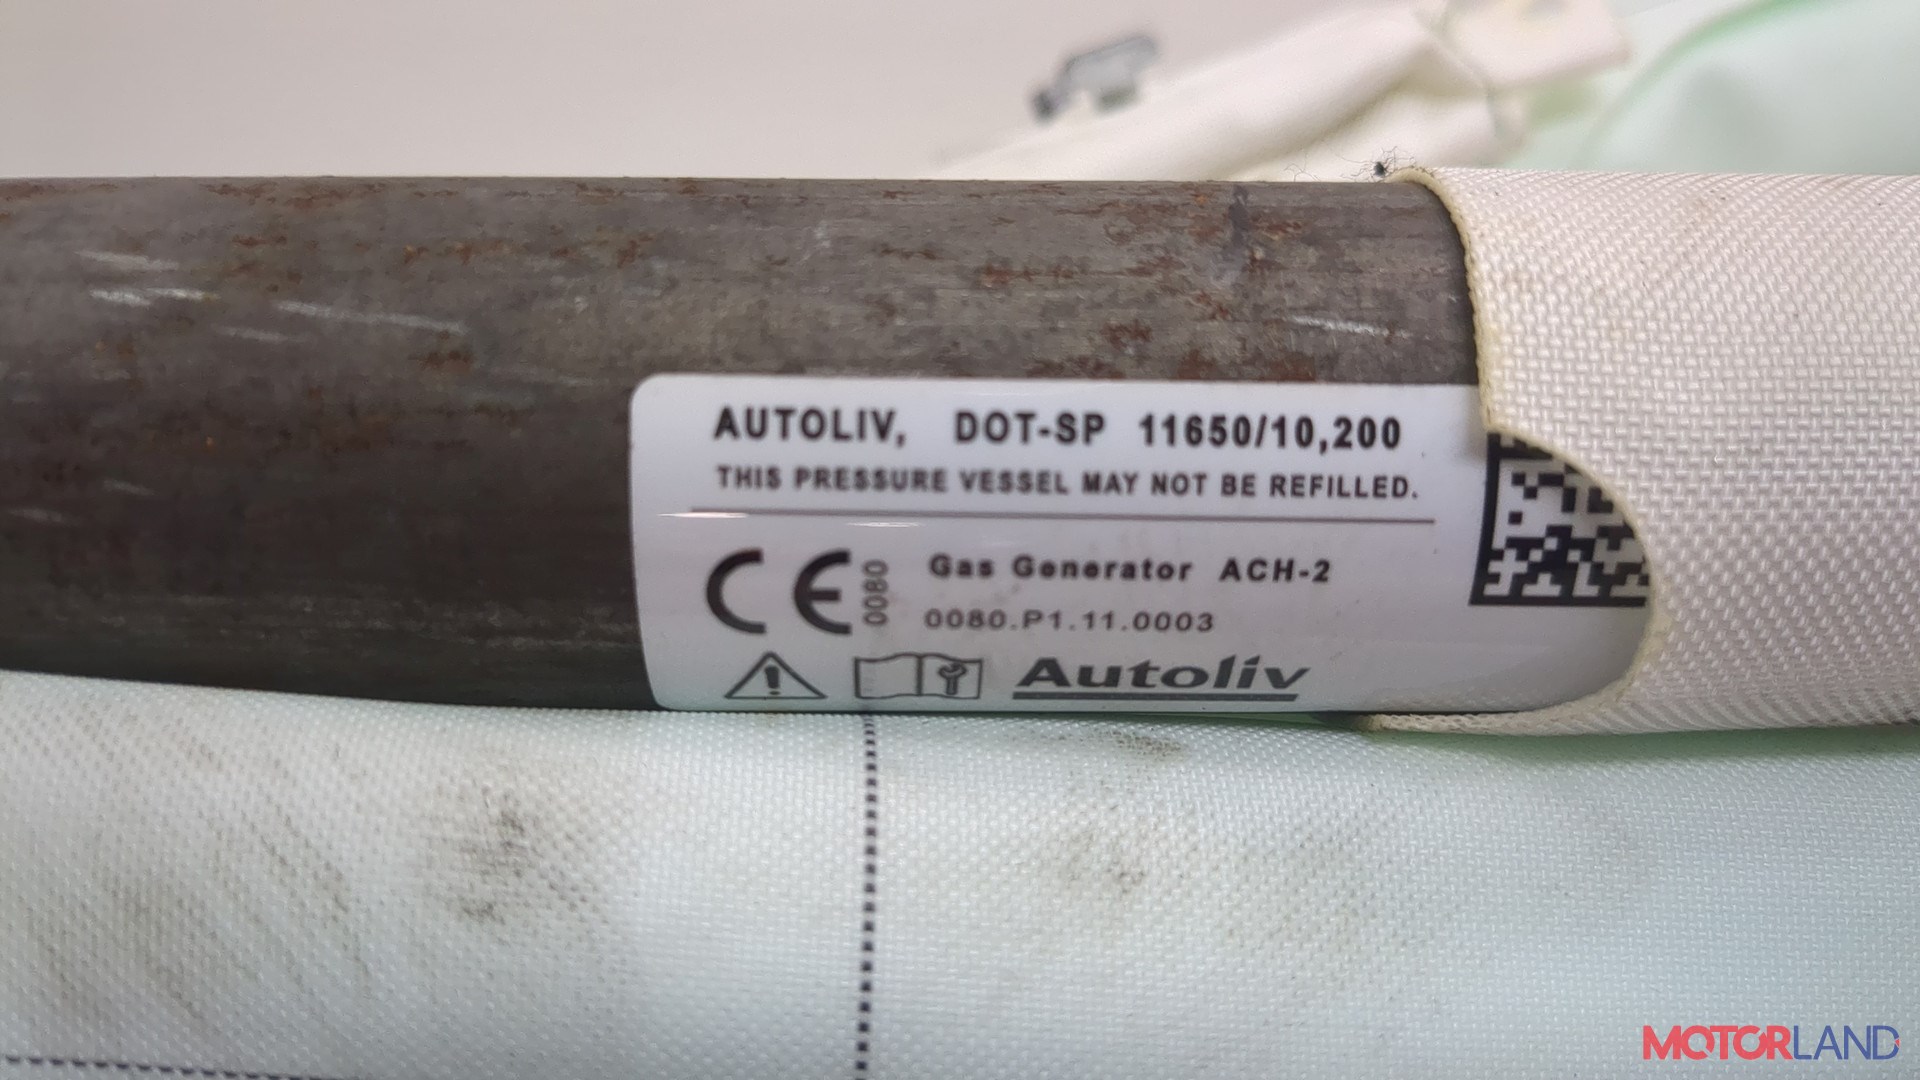 AUTOLIV, DOT-SP 11650/10,200
THIS PRESSURE VESSEL MAY NOT BE REFILLED.
CE 0080 Gas Generator ACH-2
0080.P1.11.0003
Autoliv
MOTORLAND